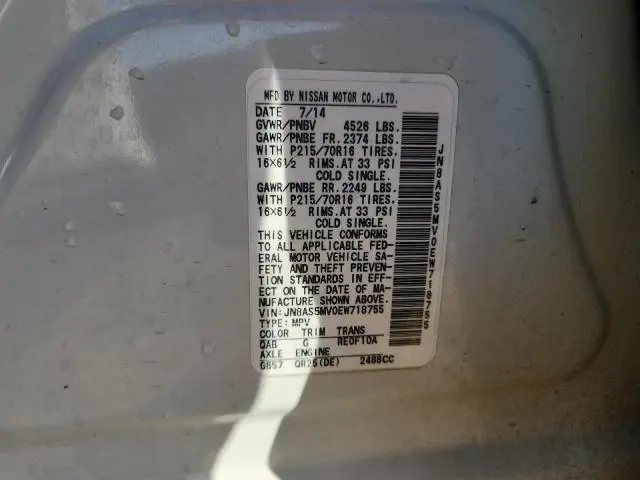 MFD BY NISSAN MOTOR CO.,LTD.
DATE 7/14
GVWR/PNBV 4526 LBS.
GAWR/PNBE FR. 2374 LBS.
WITH P215/70R16 TIRES,
16×6½ RIMS. AT 33 PSI
COLD SINGLE.
GAWR/PNBE RR. 2249 LBS.
WITH P215/70R16 TIRES,
16×6½ RIMS. AT 33 PSI
COLD SINGLE.
THIS VEHICLE CONFORMS
TO ALL APPLICABLE FED-
ERAL MOTOR VEHICLE SA-
FETY AND THEFT PREVEN-
TION STANDARDS IN EFF-
ECT ON THE DATE OF MA-
NUFACTURE SHOWN ABOVE.
VIN: JN8AS5MV0EW718755
TYPE: MPV
COLOR TRIM TRANS
QAB G RE0F10A
AXLE ENGINE
GB57 QR25(DE) 2488CC
JN8AS5MV0EW718755